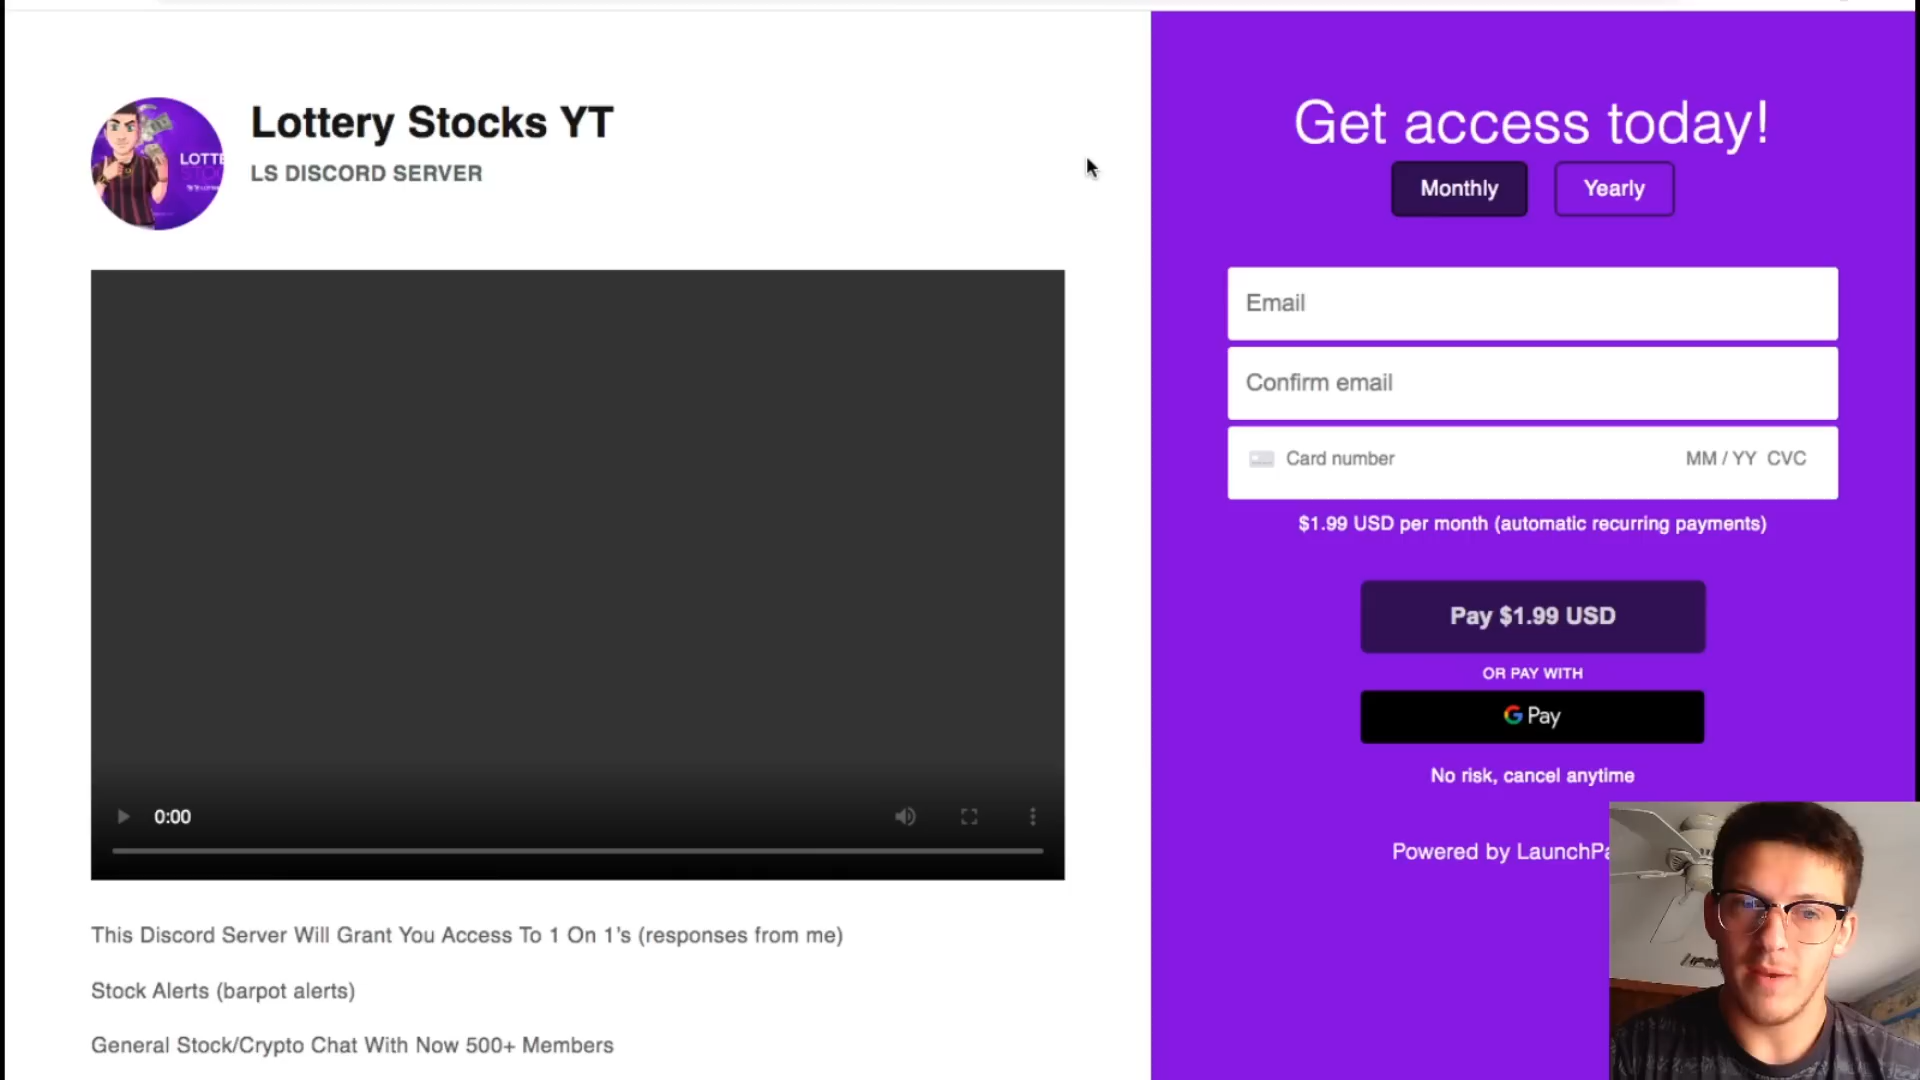 Lottery Stocks YT
LS DISCORD SERVER
0:00
This Discord Server Will Grant You Access To 1 On 1's (responses from me)
Stock Alerts (barpot alerts)
General Stock/Crypto Chat With Now 500+ Members
Get access today!
Monthly Yearly
Email
Confirm email
Card number MM / YY CVC
$1.99 USD per month (automatic recurring payments)
Pay $1.99 USD
OR PAY WITH
G Pay
No risk, cancel anytime
Powered by